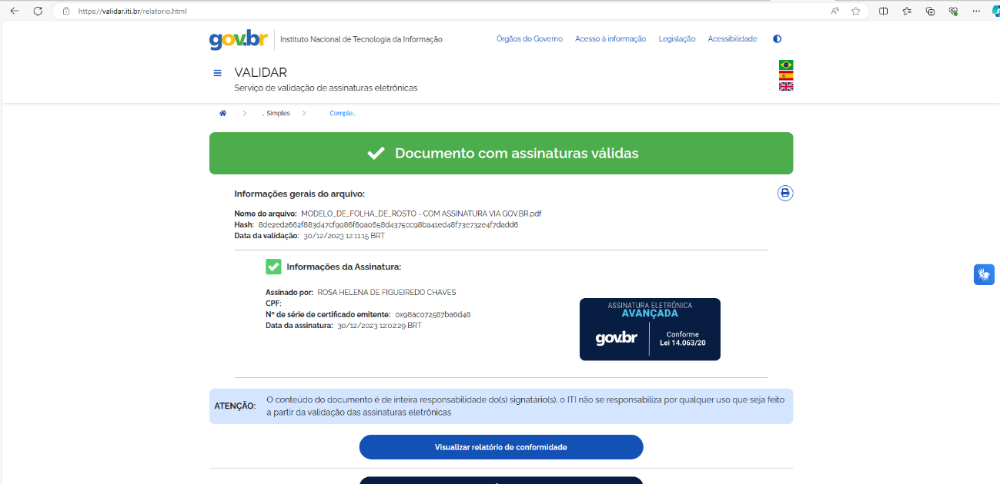 https://validar.iti.br/relatorio.html
gov.br
Instituto Nacional de Tecnologia da Informação
Órgãos do Governo
Acesso à informação
Legislação
Acessibilidade
VALIDAR
Serviço de validação de assinaturas eletrônicas
Simples
Comple...
Documento com assinaturas válidas
Informações gerais do arquivo:
Nome do arquivo: MODELO_DE_FOLHA_DE_ROSTO - COM ASSINATURA VIA GOV.BR.pdf
Hash: 8de2ed2662f883d47cf9986f69a0658d4375cc98ba41ed48f73e732e4f7dadd6
Data da validação: 30/12/2023 12:11:15 BRT
Informações da Assinatura:
Assinado por: ROSA HELENA DE FIGUEIREDO CHAVES
CPF:
Nº de série de certificado emitente: 0x98ac072587ba6d48
Data da assinatura: 30/12/2023 12:02:29 BRT
ASSINATURA ELETRÔNICA
AVANÇADA
gov.br
Conforme
Lei 14.063/20
ATENÇÃO:
O conteúdo do documento é de inteira responsabilidade do(s) signatário(s), o ITI não se responsabiliza por qualquer uso que seja feito
a partir da validação das assinaturas eletrônicas
Visualizar relatório de conformidade